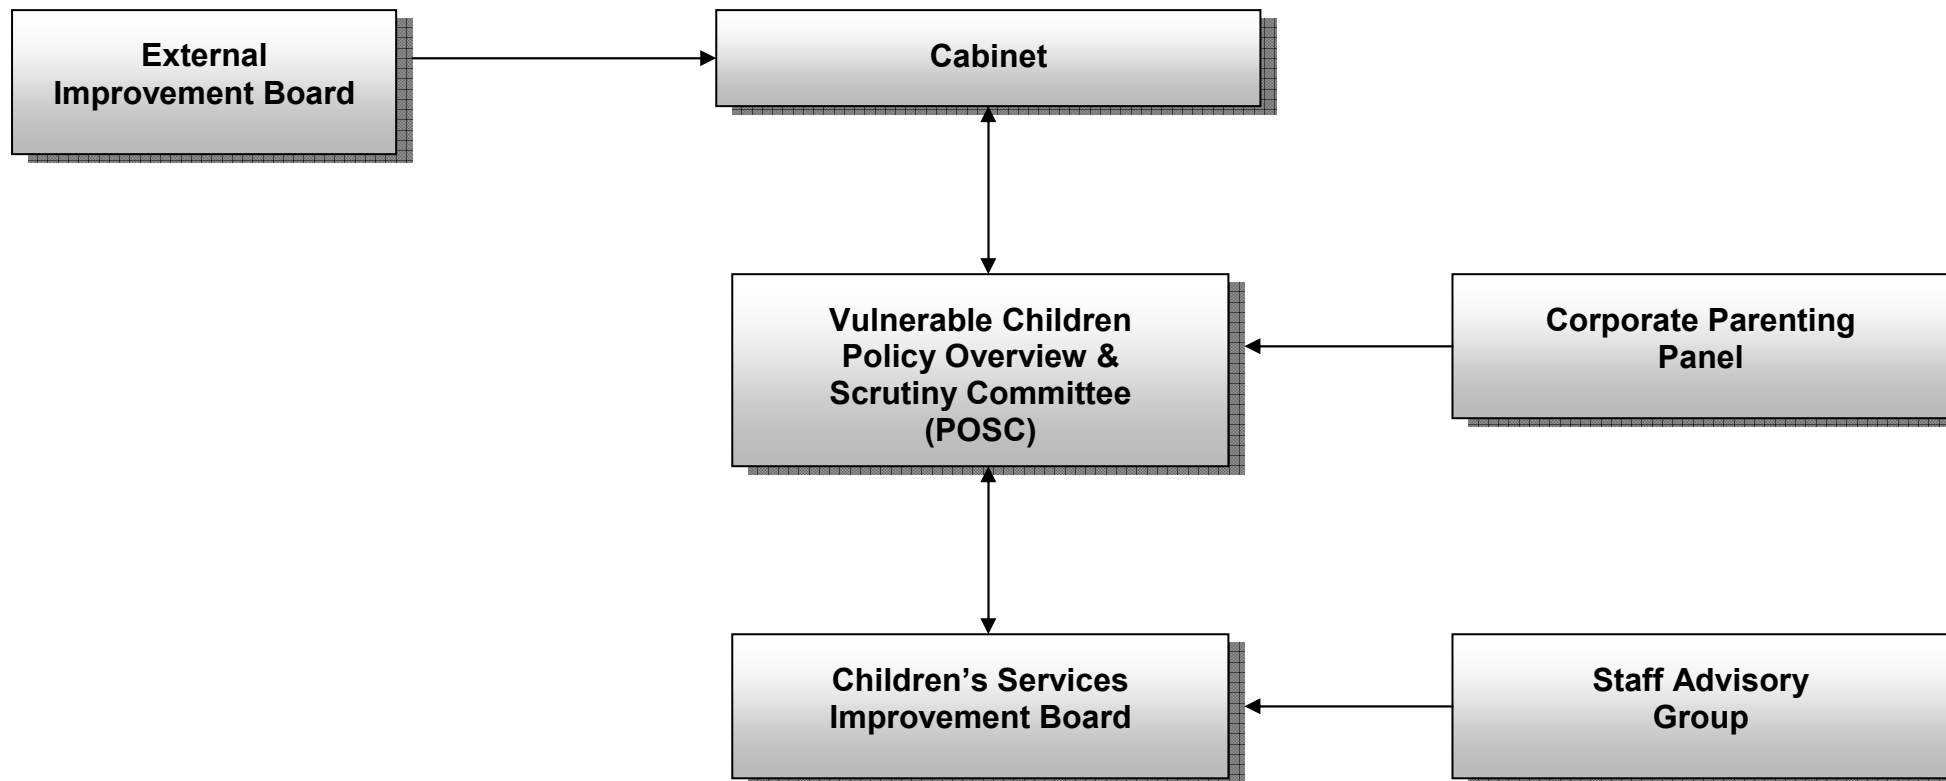 External
Improvement Board
Cabinet
Vulnerable Children
Policy Overview &
Scrutiny Committee
(POSC)
Corporate Parenting
Panel
Children’s Services
Improvement Board
Staff Advisory
Group